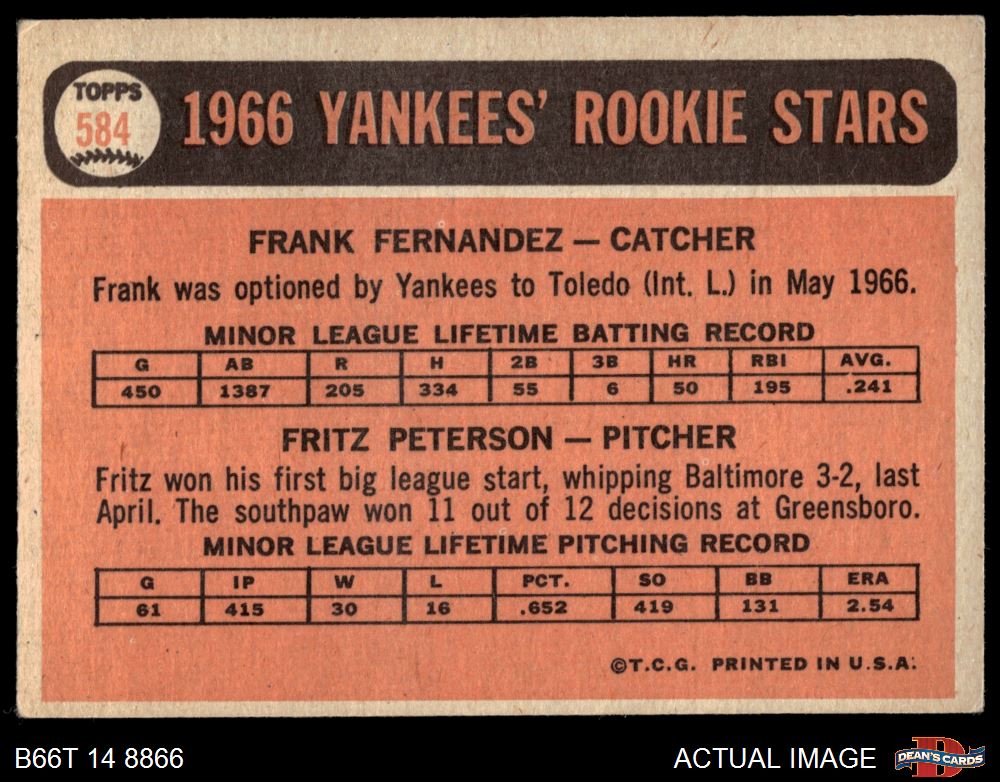 TOPPS
584
1966 YANKEES' ROOKIE STARS
FRANK FERNANDEZ — CATCHER
Frank was optioned by Yankees to Toledo (Int. L.) in May 1966.
MINOR LEAGUE LIFETIME BATTING RECORD
G AB R H 2B 3B HR RBI AVG.
450 1387 205 334 55 6 50 195 .241
FRITZ PETERSON — PITCHER
Fritz won his first big league start, whipping Baltimore 3-2, last
April. The southpaw won 11 out of 12 decisions at Greensboro.
MINOR LEAGUE LIFETIME PITCHING RECORD
G IP W L PCT. SO BB ERA
61 415 30 16 .652 419 131 2.54
©T.C.G. PRINTED IN U.S.A.
B66T 14 8866
ACTUAL IMAGE
D
DEAN'S CARDS